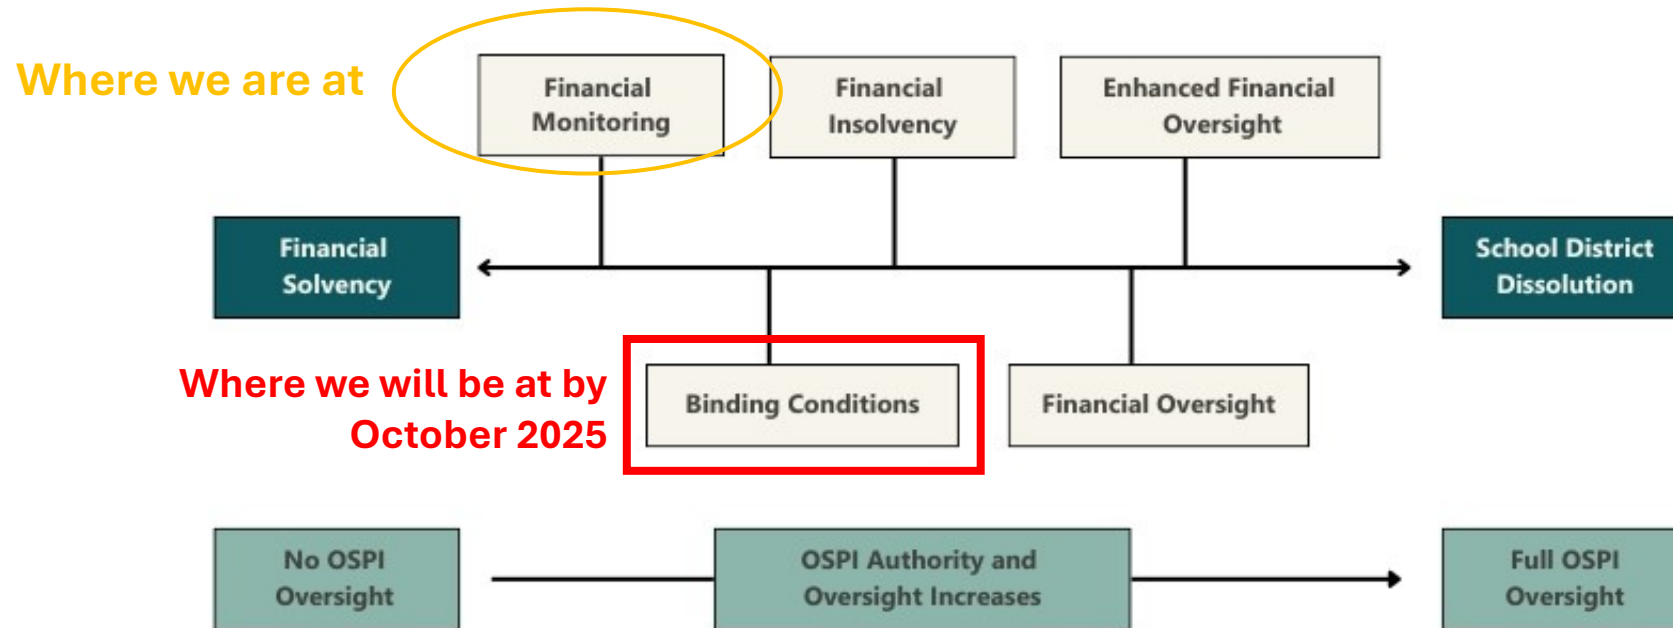 Where we are at
Financial
Monitoring
Financial
Insolvency
Enhanced Financial
Oversight
Financial
Solvency
School District
Dissolution
Where we will be at by
October 2025
Binding Conditions
Financial Oversight
No OSPI
Oversight
OSPI Authority and
Oversight Increases
Full OSPI
Oversight